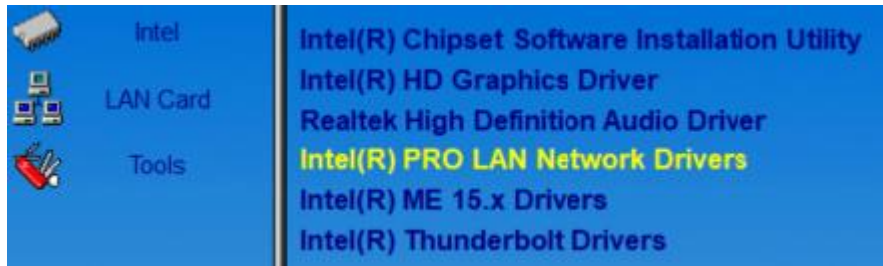 Intel
LAN Card
Tools
Intel(R) Chipset Software Installation Utility
Intel(R) HD Graphics Driver
Realtek High Definition Audio Driver
Intel(R) PRO LAN Network Drivers
Intel(R) ME 15.x Drivers
Intel(R) Thunderbolt Drivers